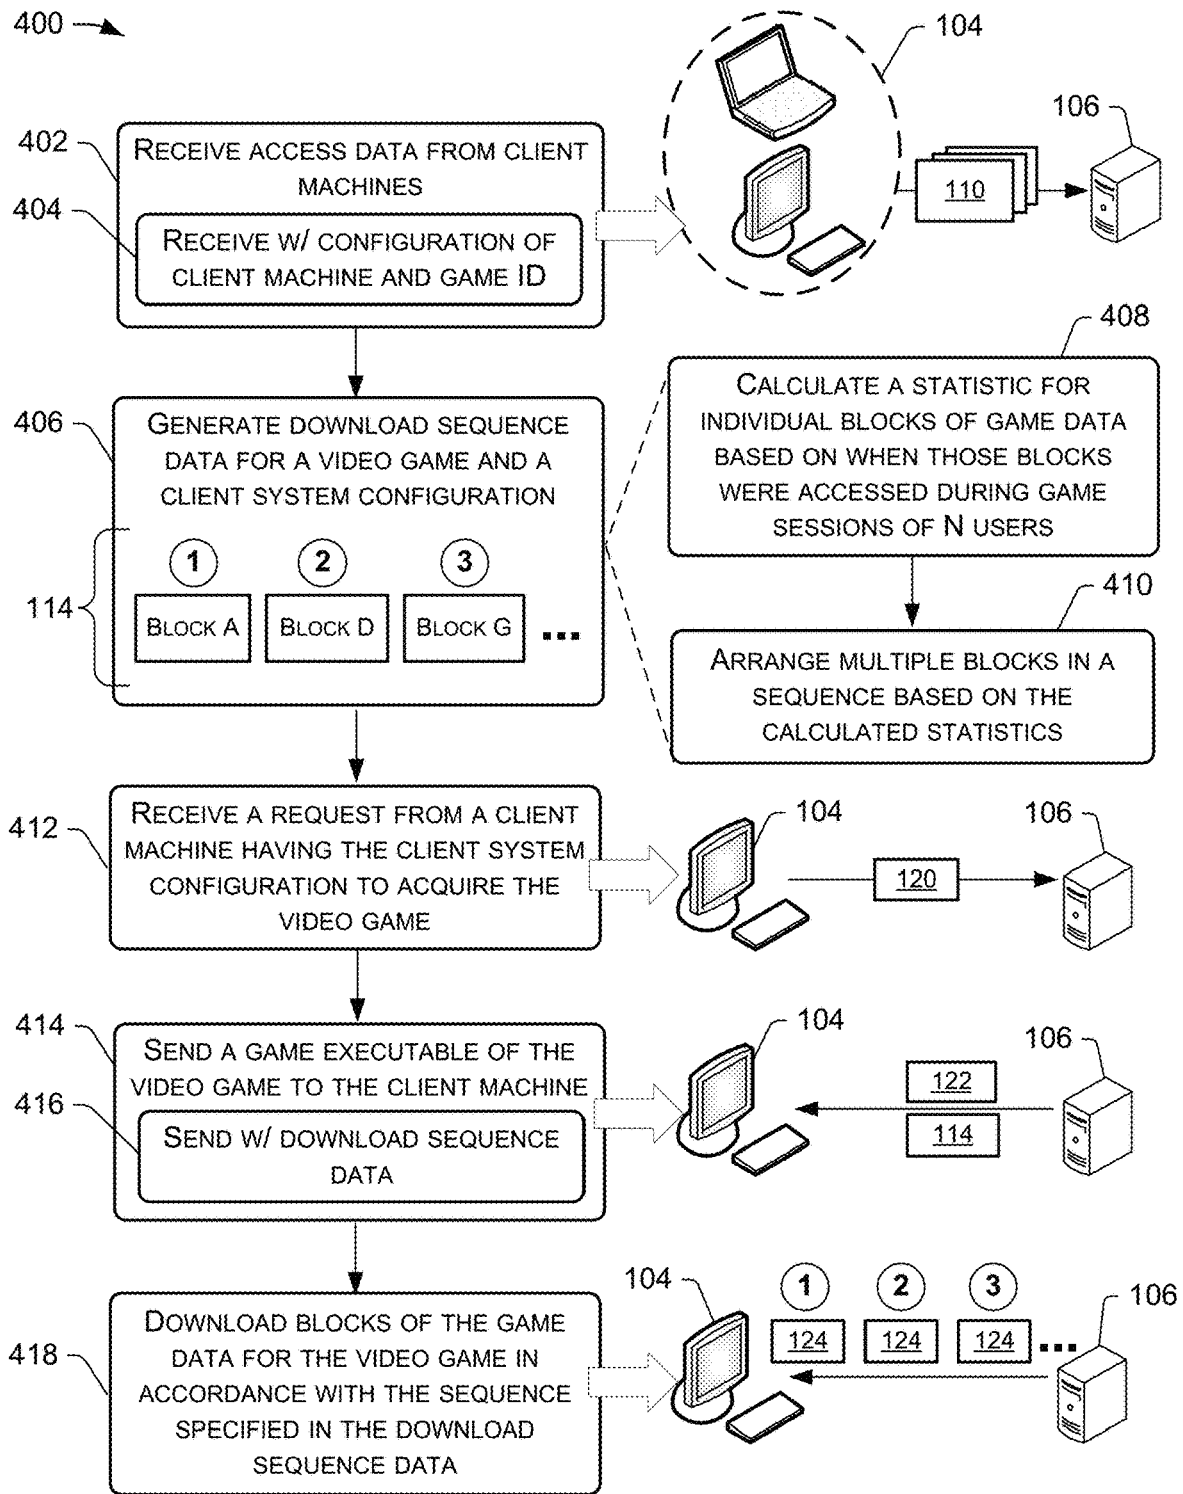 400
104
402
RECEIVE ACCESS DATA FROM CLIENT
MACHINES
404
RECEIVE W/ CONFIGURATION OF
CLIENT MACHINE AND GAME ID
110
106
406
GENERATE DOWNLOAD SEQUENCE
DATA FOR A VIDEO GAME AND A
CLIENT SYSTEM CONFIGURATION
114
1 2 3
BLOCK A BLOCK D BLOCK G ...
408
CALCULATE A STATISTIC FOR
INDIVIDUAL BLOCKS OF GAME DATA
BASED ON WHEN THOSE BLOCKS
WERE ACCESSED DURING GAME
SESSIONS OF N USERS
410
ARRANGE MULTIPLE BLOCKS IN A
SEQUENCE BASED ON THE
CALCULATED STATISTICS
412
RECEIVE A REQUEST FROM A CLIENT
MACHINE HAVING THE CLIENT SYSTEM
CONFIGURATION TO ACQUIRE THE
VIDEO GAME
104
120
106
414
SEND A GAME EXECUTABLE OF THE
VIDEO GAME TO THE CLIENT MACHINE
416
SEND W/ DOWNLOAD SEQUENCE
DATA
104
122
114
106
418
DOWNLOAD BLOCKS OF THE GAME
DATA FOR THE VIDEO GAME IN
ACCORDANCE WITH THE SEQUENCE
SPECIFIED IN THE DOWNLOAD
SEQUENCE DATA
104
1 2 3
124 124 124 ...
106